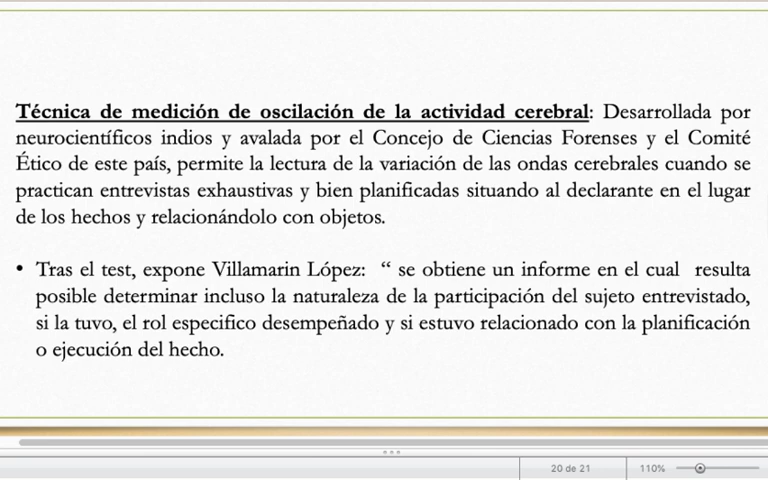 Técnica de medición de oscilación de la actividad cerebral: Desarrollada por
neurocientíficos indios y avalada por el Concejo de Ciencias Forenses y el Comité
Ético de este país, permite la lectura de la variación de las ondas cerebrales cuando se
practican entrevistas exhaustivas y bien planificadas situando al declarante en el lugar
de los hechos y relacionándolo con objetos.
• Tras el test, expone Villamarin López: “ se obtiene un informe en el cual resulta
posible determinar incluso la naturaleza de la participación del sujeto entrevistado,
si la tuvo, el rol especifico desempeñado y si estuvo relacionado con la planificación
o ejecución del hecho.
20 de 21 110%